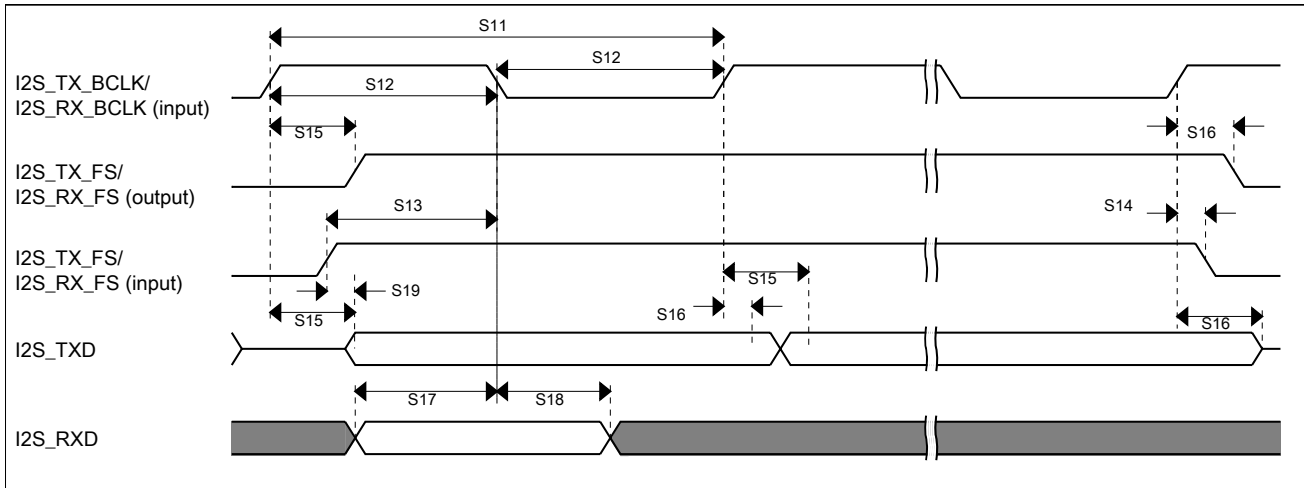 S11
I2S_TX_BCLK/
I2S_RX_BCLK (input)
S12
S12
S15
S16
I2S_TX_FS/
I2S_RX_FS (output)
S13
S14
I2S_TX_FS/
I2S_RX_FS (input)
S19
S15
S15
S16
S16
I2S_TXD
S17
S18
I2S_RXD